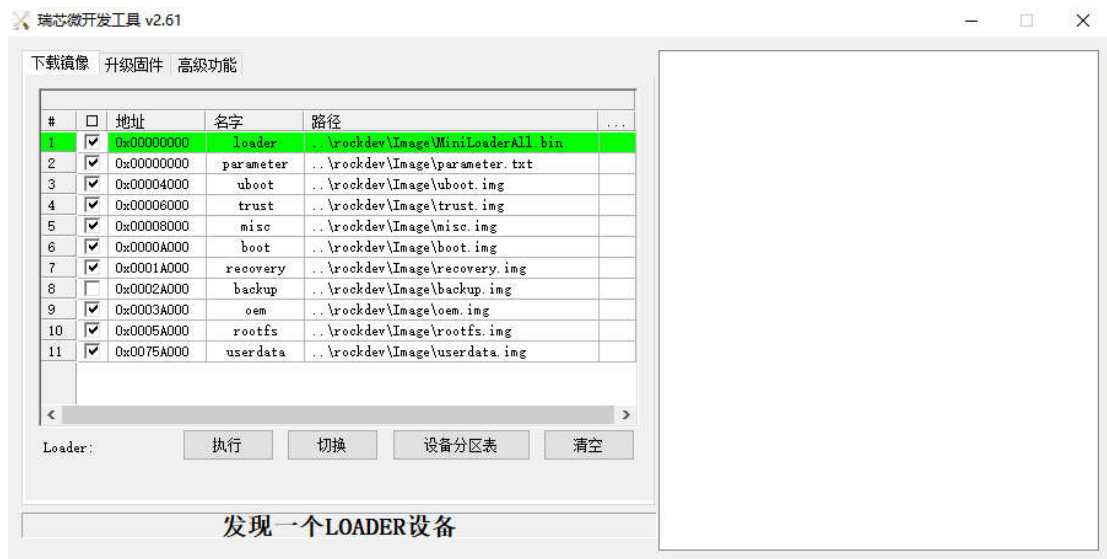 瑞芯微开发工具 v2.61
下载镜像 升级固件 高级功能
# 地址 名字 路径 ...
1 0x00000000 loader ..\rockdev\Image\MiniLoaderAll.bin
2 0x00000000 parameter ..\rockdev\Image\parameter.txt
3 0x00004000 uboot ..\rockdev\Image\uboot.img
4 0x00006000 trust ..\rockdev\Image\trust.img
5 0x00008000 misc ..\rockdev\Image\misc.img
6 0x0000A000 boot ..\rockdev\Image\boot.img
7 0x0001A000 recovery ..\rockdev\Image\recovery.img
8 0x0002A000 backup ..\rockdev\Image\backup.img
9 0x0003A000 oem ..\rockdev\Image\oem.img
10 0x0005A000 rootfs ..\rockdev\Image\rootfs.img
11 0x0075A000 userdata ..\rockdev\Image\userdata.img
Loader: 执行 切换 设备分区表 清空
发现一个LOADER设备